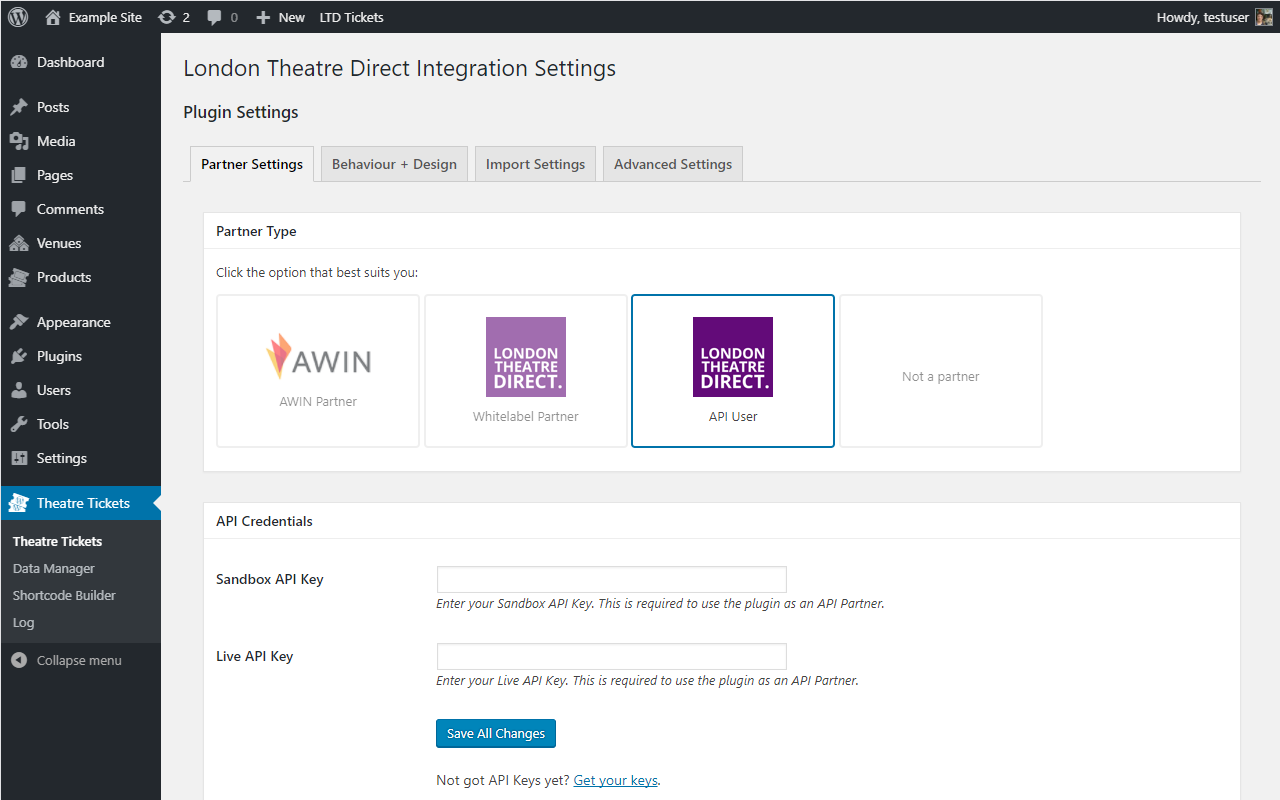 Example Site 2 0 New LTD Tickets Howdy, testuser
Dashboard
Posts
Media
Pages
Comments
Venues
Products
Appearance
Plugins
Users
Tools
Settings
Theatre Tickets
Theatre Tickets
Data Manager
Shortcode Builder
Log
Collapse menu
London Theatre Direct Integration Settings
Plugin Settings
Partner Settings Behaviour + Design Import Settings Advanced Settings
Partner Type
Click the option that best suits you:
AWIN
AWIN Partner
LONDON
THEATRE
DIRECT.
Whitelabel Partner
LONDON
THEATRE
DIRECT.
API User
Not a partner
API Credentials
Sandbox API Key
Enter your Sandbox API Key. This is required to use the plugin as an API Partner.
Live API Key
Enter your Live API Key. This is required to use the plugin as an API Partner.
Save All Changes
Not got API Keys yet? Get your keys.